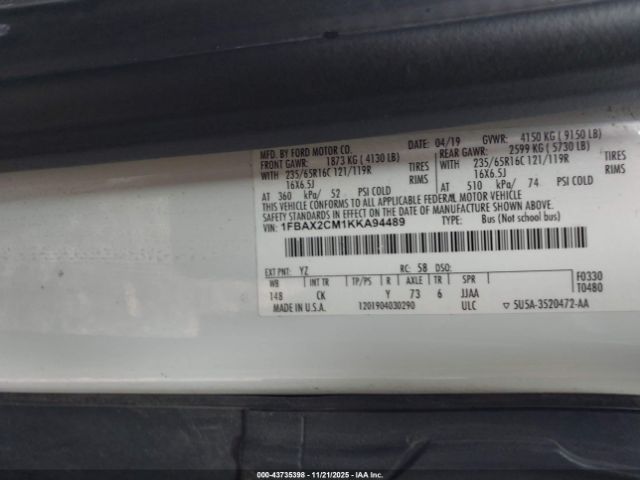 MFD. BY FORD MOTOR CO. DATE: 04/19 GVWR: 4150 KG ( 9150 LB)
FRONT GAWR: 1873 KG ( 4130 LB) REAR GAWR: 2599 KG ( 5730 LB)
WITH 235/65R16C 121/119R TIRES WITH 235/65R16C 121/119R TIRES
16X6.5J RIMS 16X6.5J RIMS
AT 360 kPa/ 52 PSI COLD AT 510 kPa/ 74 PSI COLD
THIS VEHICLE CONFORMS TO ALL APPLICABLE FEDERAL MOTOR VEHICLE
SAFETY STANDARDS IN EFFECT ON THE DATE OF MANUFACTURE SHOWN ABOVE.
VIN: 1FBAX2CM1KKA94489 TYPE: Bus (Not school bus)
EXT PNT: YZ RC: 58 DSO: F0330
WB INT TR TP/PS R AXLE TR SPR T0480
148 CK Y 73 6 JJAA
MADE IN U.S.A. 1201904030290 ULC ▽ 5U5A-3520472-AA
000-43735398 - 11/21/2025 - IAA Inc.